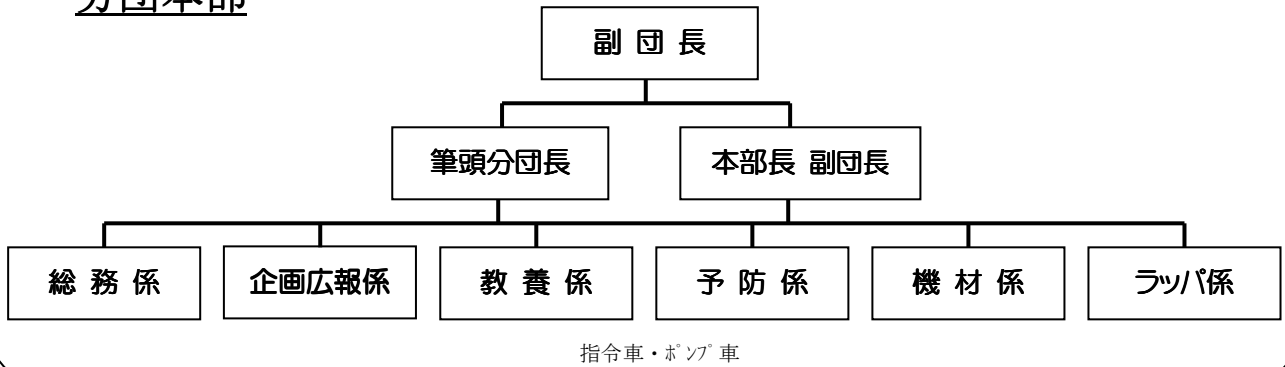 分団本部
副 団 長
筆頭分団長
本部長 副団長
総 務 係
企画広報係
教 養 係
予 防 係
機 材 係
ラッパ係
指令車・ﾎﾟﾝﾌﾟ車